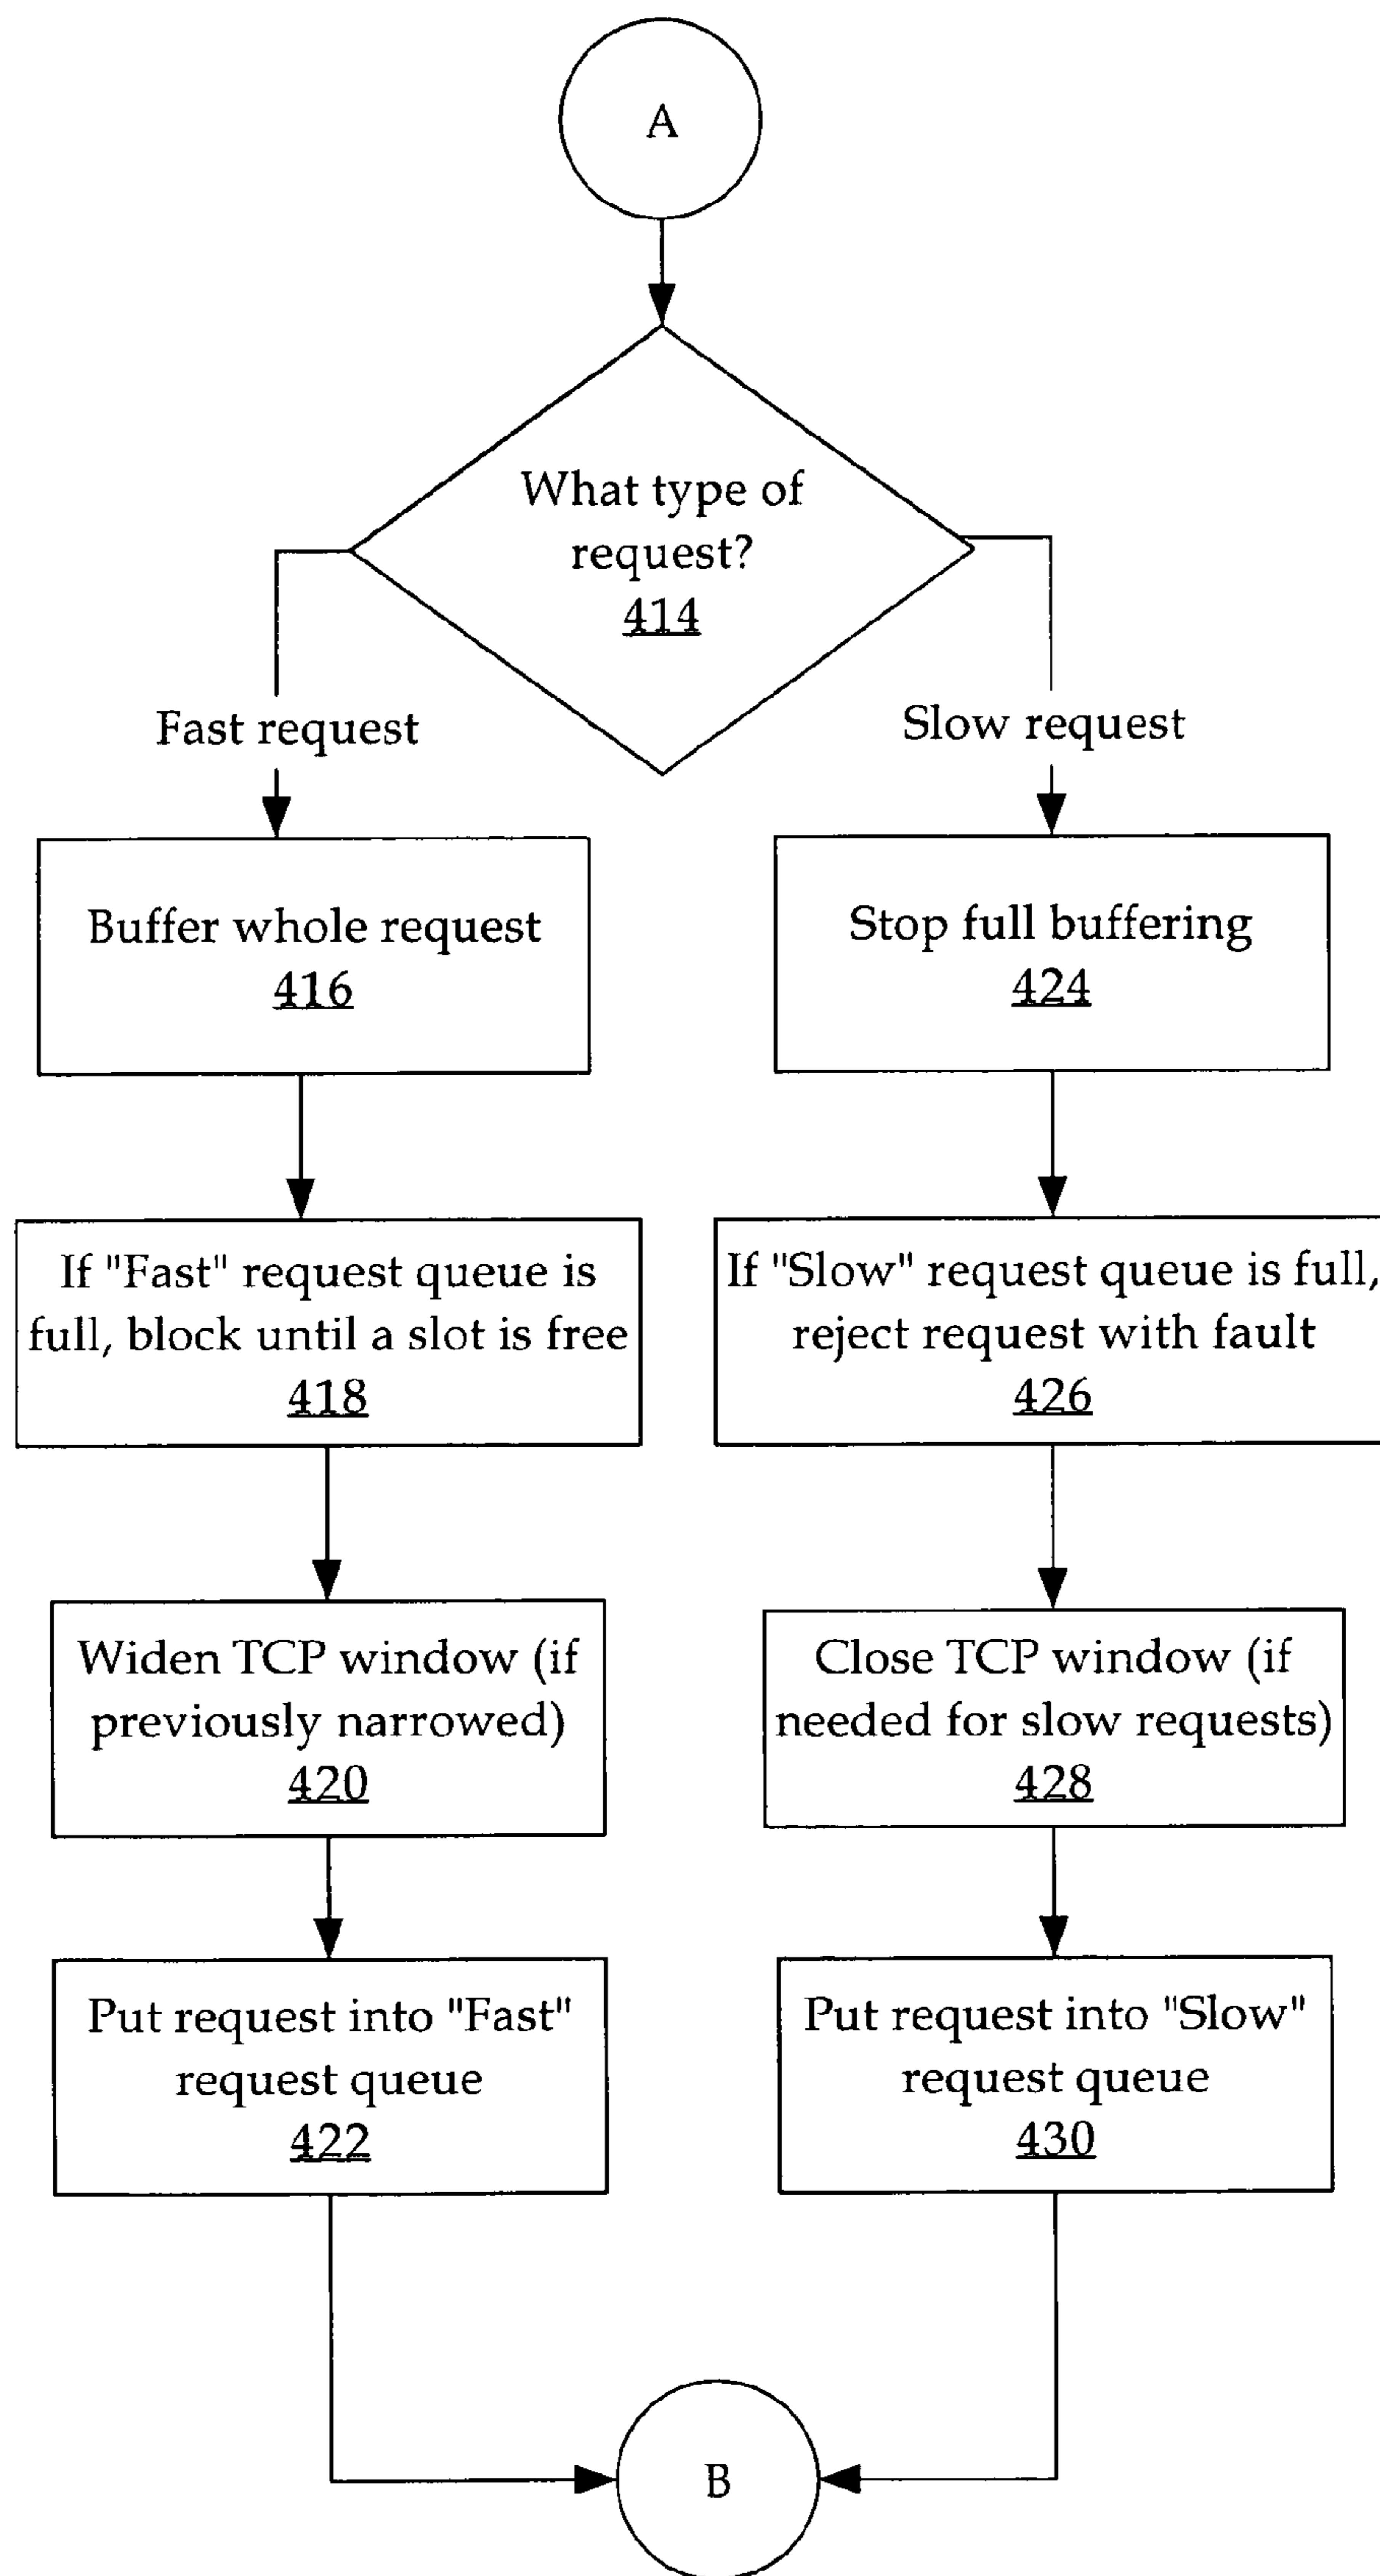 A
What type of
request?
414
Fast request
Slow request
Buffer whole request
416
Stop full buffering
424
If "Fast" request queue is
full, block until a slot is free
418
If "Slow" request queue is full,
reject request with fault
426
Widen TCP window (if
previously narrowed)
420
Close TCP window (if
needed for slow requests)
428
Put request into "Fast"
request queue
422
Put request into "Slow"
request queue
430
B